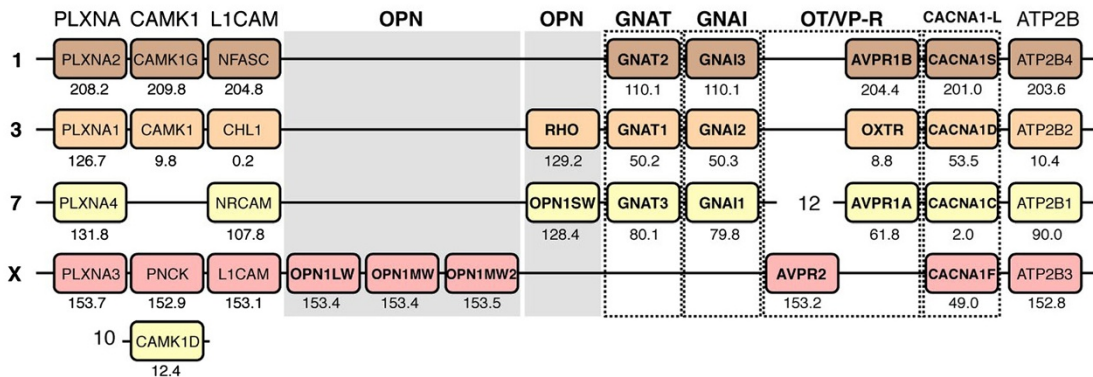 PLXNA CAMK1 L1CAM OPN OPN GNAT GNAI OT/VP-R CACNA1-L ATP2B
1 PLXNA2 CAMK1G NFASC GNAT2 GNAI3 AVPR1B CACNA1S ATP2B4
208.2 209.8 204.8 110.1 110.1 204.4 201.0 203.6
3 PLXNA1 CAMK1 CHL1 RHO GNAT1 GNAI2 OXTR CACNA1D ATP2B2
126.7 9.8 0.2 129.2 50.2 50.3 8.8 53.5 10.4
7 PLXNA4 NRCAM OPN1SW GNAT3 GNAI1 12 AVPR1A CACNA1C ATP2B1
131.8 107.8 128.4 80.1 79.8 61.8 2.0 90.0
X PLXNA3 PNCK L1CAM OPN1LW OPN1MW OPN1MW2 AVPR2 CACNA1F ATP2B3
153.7 152.9 153.1 153.4 153.4 153.5 153.2 49.0 152.8
10 CAMK1D
12.4